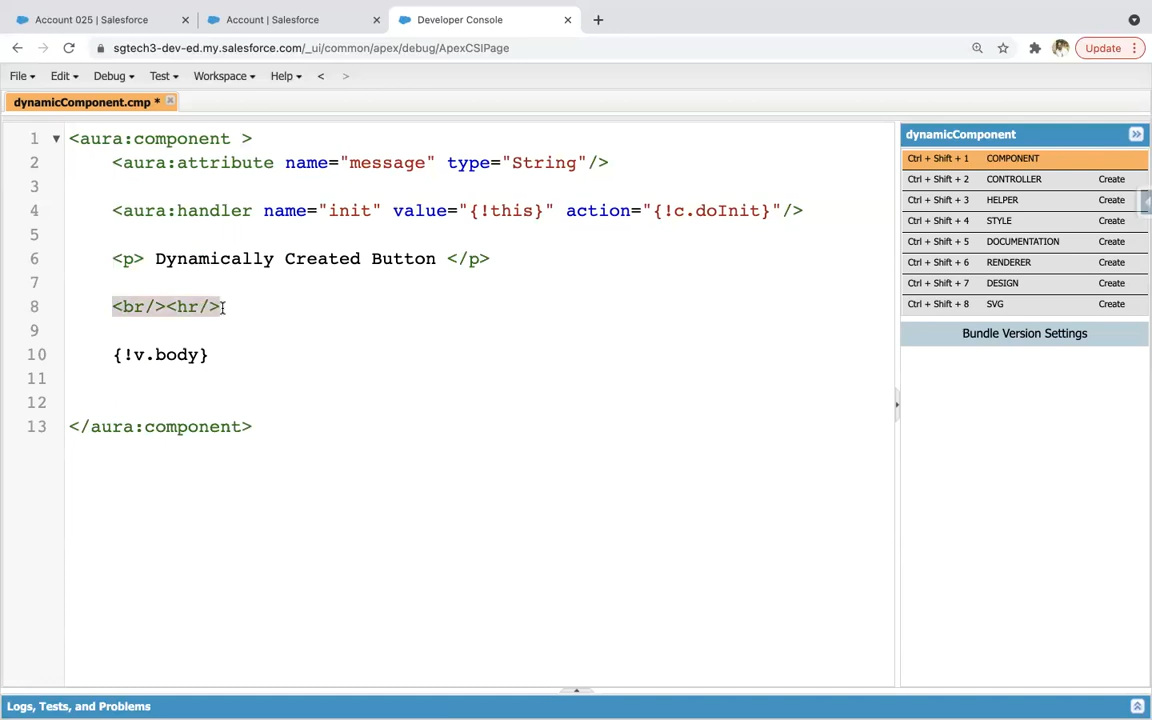 Account 025 | Salesforce
Account | Salesforce
Developer Console
sgtech3-dev-ed.my.salesforce.com/_ui/common/apex/debug/ApexCSIPage
Update
File Edit Debug Test Workspace Help < >
dynamicComponent.cmp *
1 <aura:component >
2 <aura:attribute name="message" type="String"/>
3
4 <aura:handler name="init" value="{!this}" action="{!c.doInit}"/>
5
6 <p> Dynamically Created Button </p>
7
8 <br/><hr/>
9
10 {!v.body}
11
12
13 </aura:component>
dynamicComponent
Ctrl + Shift + 1 COMPONENT
Ctrl + Shift + 2 CONTROLLER Create
Ctrl + Shift + 3 HELPER Create
Ctrl + Shift + 4 STYLE Create
Ctrl + Shift + 5 DOCUMENTATION Create
Ctrl + Shift + 6 RENDERER Create
Ctrl + Shift + 7 DESIGN Create
Ctrl + Shift + 8 SVG Create
Bundle Version Settings
Logs, Tests, and Problems